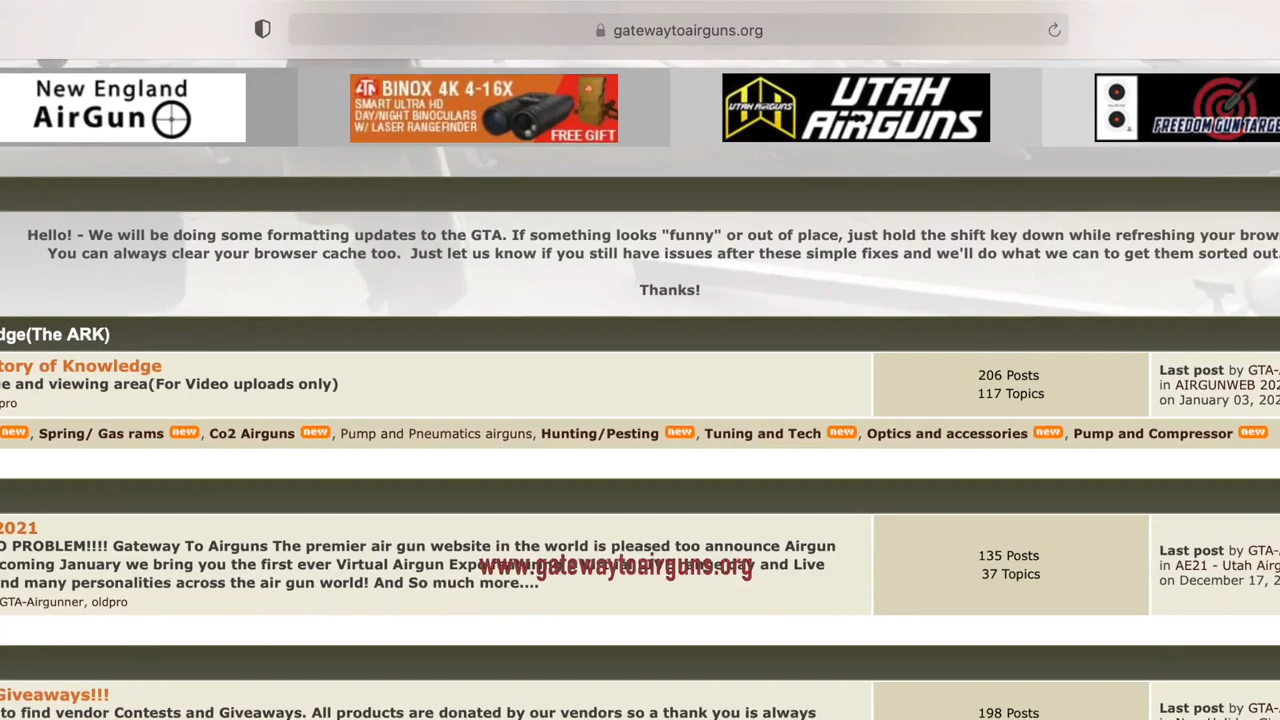 gatewaytoairguns.org
New England
AirGun
ATN BINOX 4K 4-16X
SMART ULTRA HD
DAY/NIGHT BINOCULARS
W/ LASER RANGEFINDER
FREE GIFT
UTAH AIRGUNS
UTAH
AIRGUNS
FREEDOM GUN TARGE
Hello! - We will be doing some formatting updates to the GTA. If something looks "funny" or out of place, just hold the shift key down while refreshing your brow
You can always clear your browser cache too. Just let us know if you still have issues after these simple fixes and we'll do what we can to get them sorted out.
Thanks!
dge(The ARK)
tory of Knowledge
e and viewing area(For Video uploads only)
pro
206 Posts
117 Topics
Last post by GTA-
in AIRGUNWEB 202
on January 03, 202
new, Spring/ Gas rams new, Co2 Airguns new, Pump and Pneumatics airguns, Hunting/Pesting new, Tuning and Tech new, Optics and accessories new, Pump and Compressor new
2021
O PROBLEM!!!! Gateway To Airguns The premier air gun website in the world is pleased too announce Airgun
coming January we bring you the first ever Virtual Airgun Expo day and Live
nd many personalities across the air gun world! And So much more....
GTA-Airgunner, oldpro
www.gatewaytoairguns.org
135 Posts
37 Topics
Last post by GTA-
in AE21 - Utah Airg
on December 17, 2
Giveaways!!!
to find vendor Contests and Giveaways. All products are donated by our vendors so a thank you is always
198 Posts
Last post by GTA-